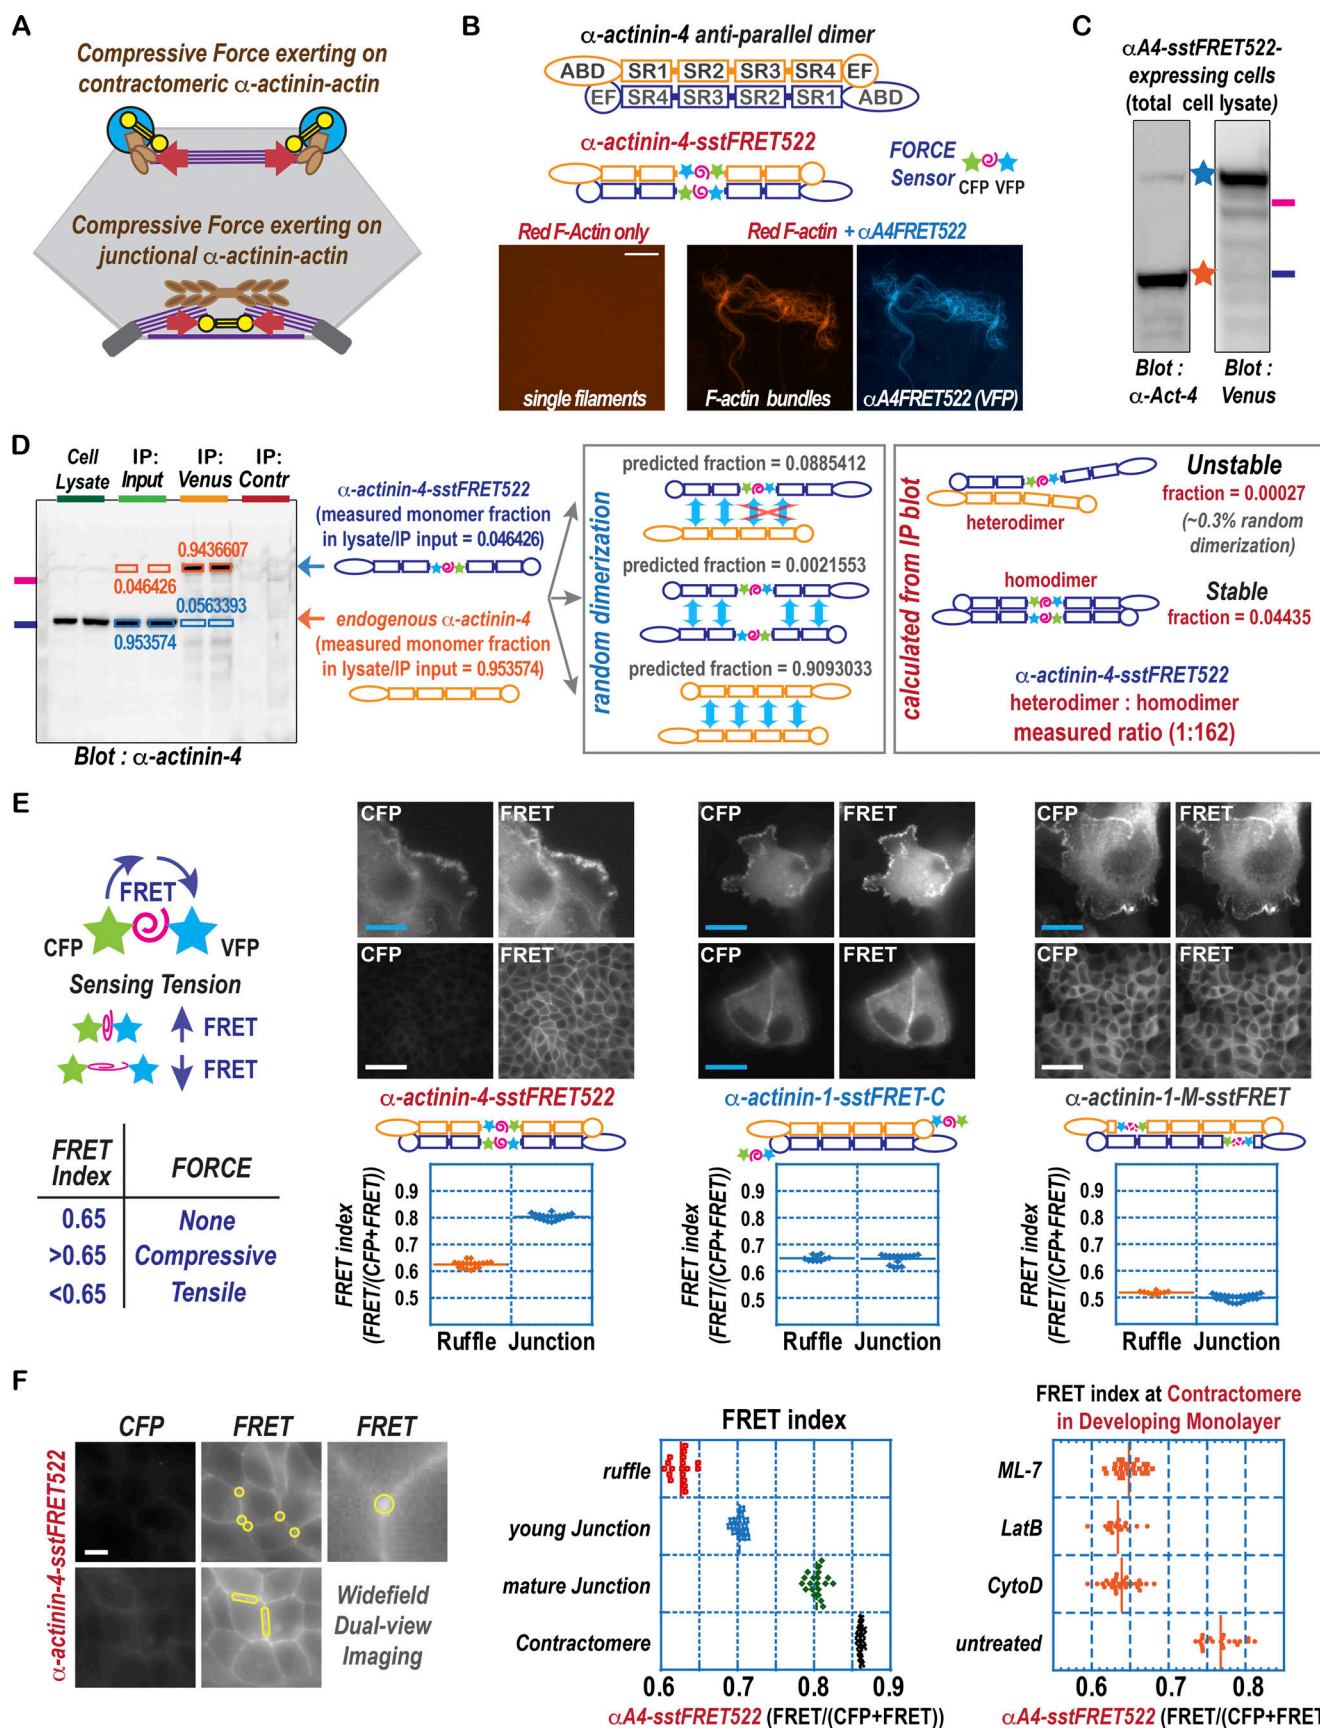 A
Compressive Force exerting on
contractomeric α-actinin-actin
Compressive Force exerting on
junctional α-actinin-actin
B
α-actinin-4 anti-parallel dimer
ABD SR1 SR2 SR3 SR4 EF
EF SR4 SR3 SR2 SR1 ABD
α-actinin-4-sstFRET522
FORCE
Sensor
CFP VFP
Red F-Actin only
Red F-actin + αA4FRET522
single filaments
F-actin bundles
αA4FRET522 (VFP)
C
αA4-sstFRET522-
expressing cells
(total cell lysate)
Blot :
α-Act-4
Blot :
Venus
D
Cell
Lysate
IP:
Input
IP:
Venus
IP:
Contr
0.9436607
0.046426
0.0563393
0.953574
Blot : α-actinin-4
α-actinin-4-sstFRET522
(measured monomer fraction
in lysate/IP input = 0.046426)
endogenous α-actinin-4
(measured monomer fraction
in lysate/IP input = 0.953574)
random dimerization
predicted fraction = 0.0885412
predicted fraction = 0.0021553
predicted fraction = 0.9093033
calculated from IP blot
heterodimer
Unstable
fraction = 0.00027
(~0.3% random
dimerization)
homodimer
Stable
fraction = 0.04435
α-actinin-4-sstFRET522
heterodimer : homodimer
measured ratio (1:162)
E
FRET
CFP VFP
Sensing Tension
FRET
FRET
FRET
Index
FORCE
0.65 None
>0.65 Compressive
<0.65 Tensile
CFP FRET
CFP FRET
α-actinin-4-sstFRET522
FRET index
(FRET/(CFP+FRET))
0.9
0.8
0.7
0.6
0.5
Ruffle Junction
CFP FRET
CFP FRET
α-actinin-1-sstFRET-C
FRET index
(FRET/(CFP+FRET))
0.9
0.8
0.7
0.6
0.5
Ruffle Junction
CFP FRET
CFP FRET
α-actinin-1-M-sstFRET
FRET index
(FRET/(CFP+FRET))
0.9
0.8
0.7
0.6
0.5
Ruffle Junction
F
α-actinin-4-sstFRET522
CFP FRET FRET
Widefield
Dual-view
Imaging
FRET index
ruffle
young Junction
mature Junction
Contractomere
0.6 0.7 0.8 0.9
αA4-sstFRET522 (FRET/(CFP+FRET))
FRET index at Contractomere
in Developing Monolayer
ML-7
LatB
CytoD
untreated
0.6 0.7 0.8
αA4-sstFRET522 (FRET/(CFP+FRET